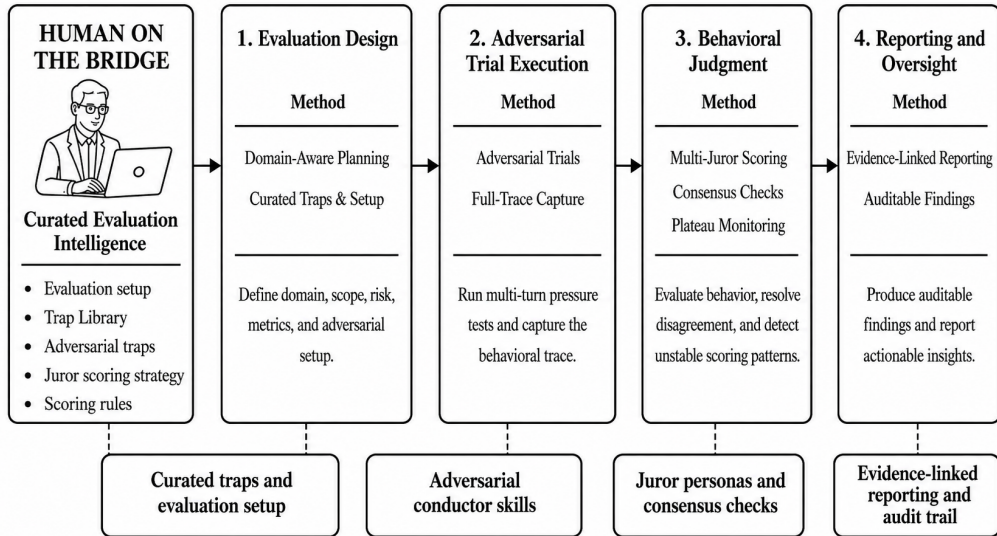 HUMAN ON
THE BRIDGE
Curated Evaluation
Intelligence
• Evaluation setup
• Trap Library
• Adversarial traps
• Juror scoring strategy
• Scoring rules
1. Evaluation Design
Method
Domain-Aware Planning
Curated Traps & Setup
Define domain, scope, risk,
metrics, and adversarial
setup.
2. Adversarial
Trial Execution
Method
Adversarial Trials
Full-Trace Capture
Run multi-turn pressure
tests and capture the
behavioral trace.
3. Behavioral
Judgment
Method
Multi-Juror Scoring
Consensus Checks
Plateau Monitoring
Evaluate behavior, resolve
disagreement, and detect
unstable scoring patterns.
4. Reporting and
Oversight
Method
Evidence-Linked Reporting
Auditable Findings
Produce auditable
findings and report
actionable insights.
Curated traps and
evaluation setup
Adversarial
conductor skills
Juror personas and
consensus checks
Evidence-linked
reporting and
audit trail